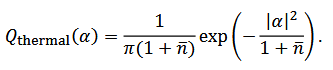 Q_thermal(α) = 1/(π(1 + n̄)) exp(−|α|²/(1 + n̄)).